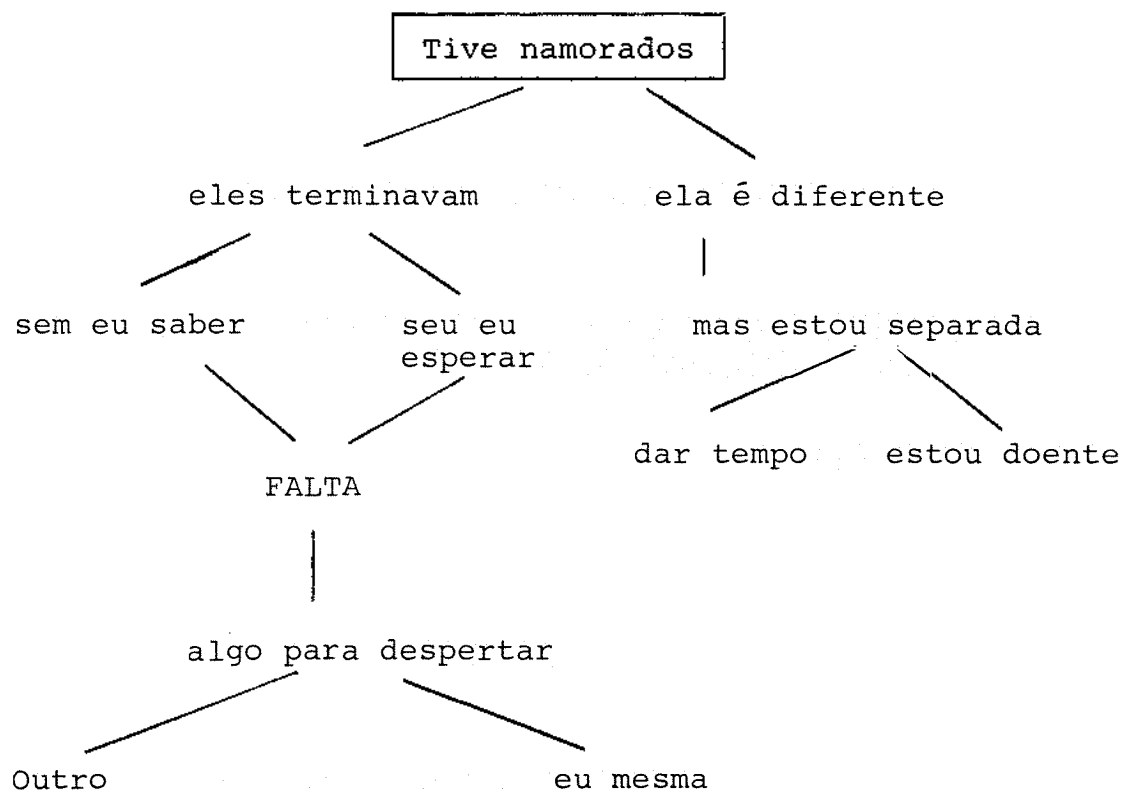 Tive namorados
eles terminavam
ela é diferente
sem eu saber
seu eu
esperar
mas estou separada
dar tempo
estou doente
FALTA
algo para despertar
Outro
eu mesma